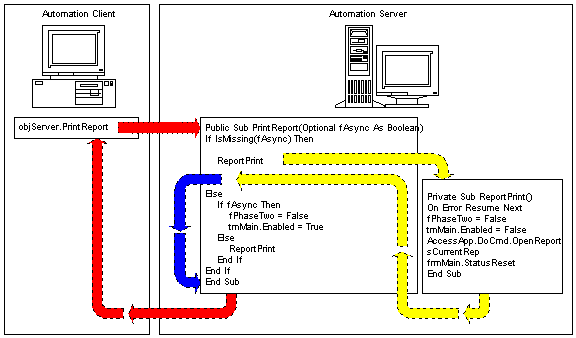 Automation Client
Automation Server
objServer.PrintReport
Public Sub PrintReport(Optional fAsync As Boolean)
If IsMissing(fAsync) Then
ReportPrint
Else
If fAsync Then
fPhaseTwo = False
tmMain.Enabled = True
Else
ReportPrint
End If
End If
End Sub
Private Sub ReportPrint()
On Error Resume Next
fPhaseTwo = False
tmMain.Enabled = False
AccessApp.DoCmd.OpenReport
sCurrentRep
frmMain.StatusReset
End Sub